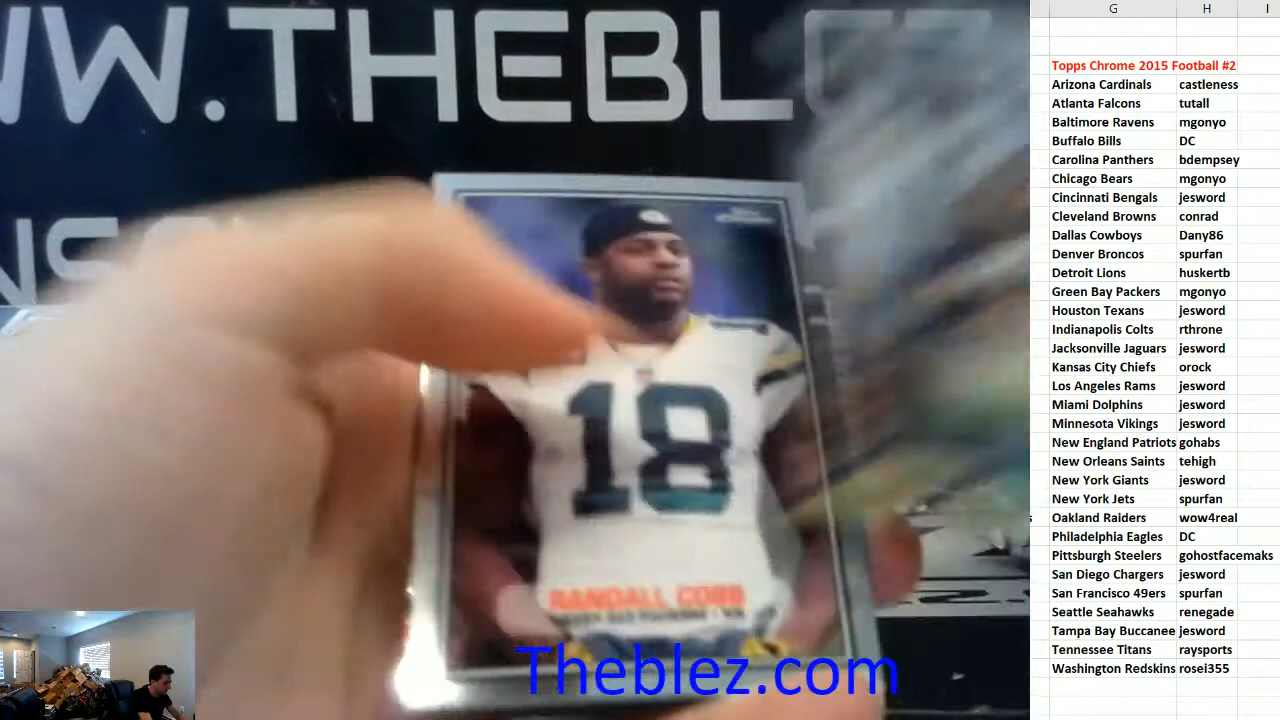 WW.THEBLEZ
RANDALL COBB
18
Theblez.com
G H I
Topps Chrome 2015 Football #2
Arizona Cardinals castleness
Atlanta Falcons tutall
Baltimore Ravens mgonyo
Buffalo Bills DC
Carolina Panthers bdempsey
Chicago Bears mgonyo
Cincinnati Bengals jesword
Cleveland Browns conrad
Dallas Cowboys Dany86
Denver Broncos spurfan
Detroit Lions huskertb
Green Bay Packers mgonyo
Houston Texans jesword
Indianapolis Colts rthrone
Jacksonville Jaguars jesword
Kansas City Chiefs orock
Los Angeles Rams jesword
Miami Dolphins jesword
Minnesota Vikings jesword
New England Patriots gohabs
New Orleans Saints tehigh
New York Giants jesword
New York Jets spurfan
Oakland Raiders wow4real
Philadelphia Eagles DC
Pittsburgh Steelers gohostfacemaks
San Diego Chargers jesword
San Francisco 49ers spurfan
Seattle Seahawks renegade
Tampa Bay Buccanee jesword
Tennessee Titans raysports
Washington Redskins rosei355